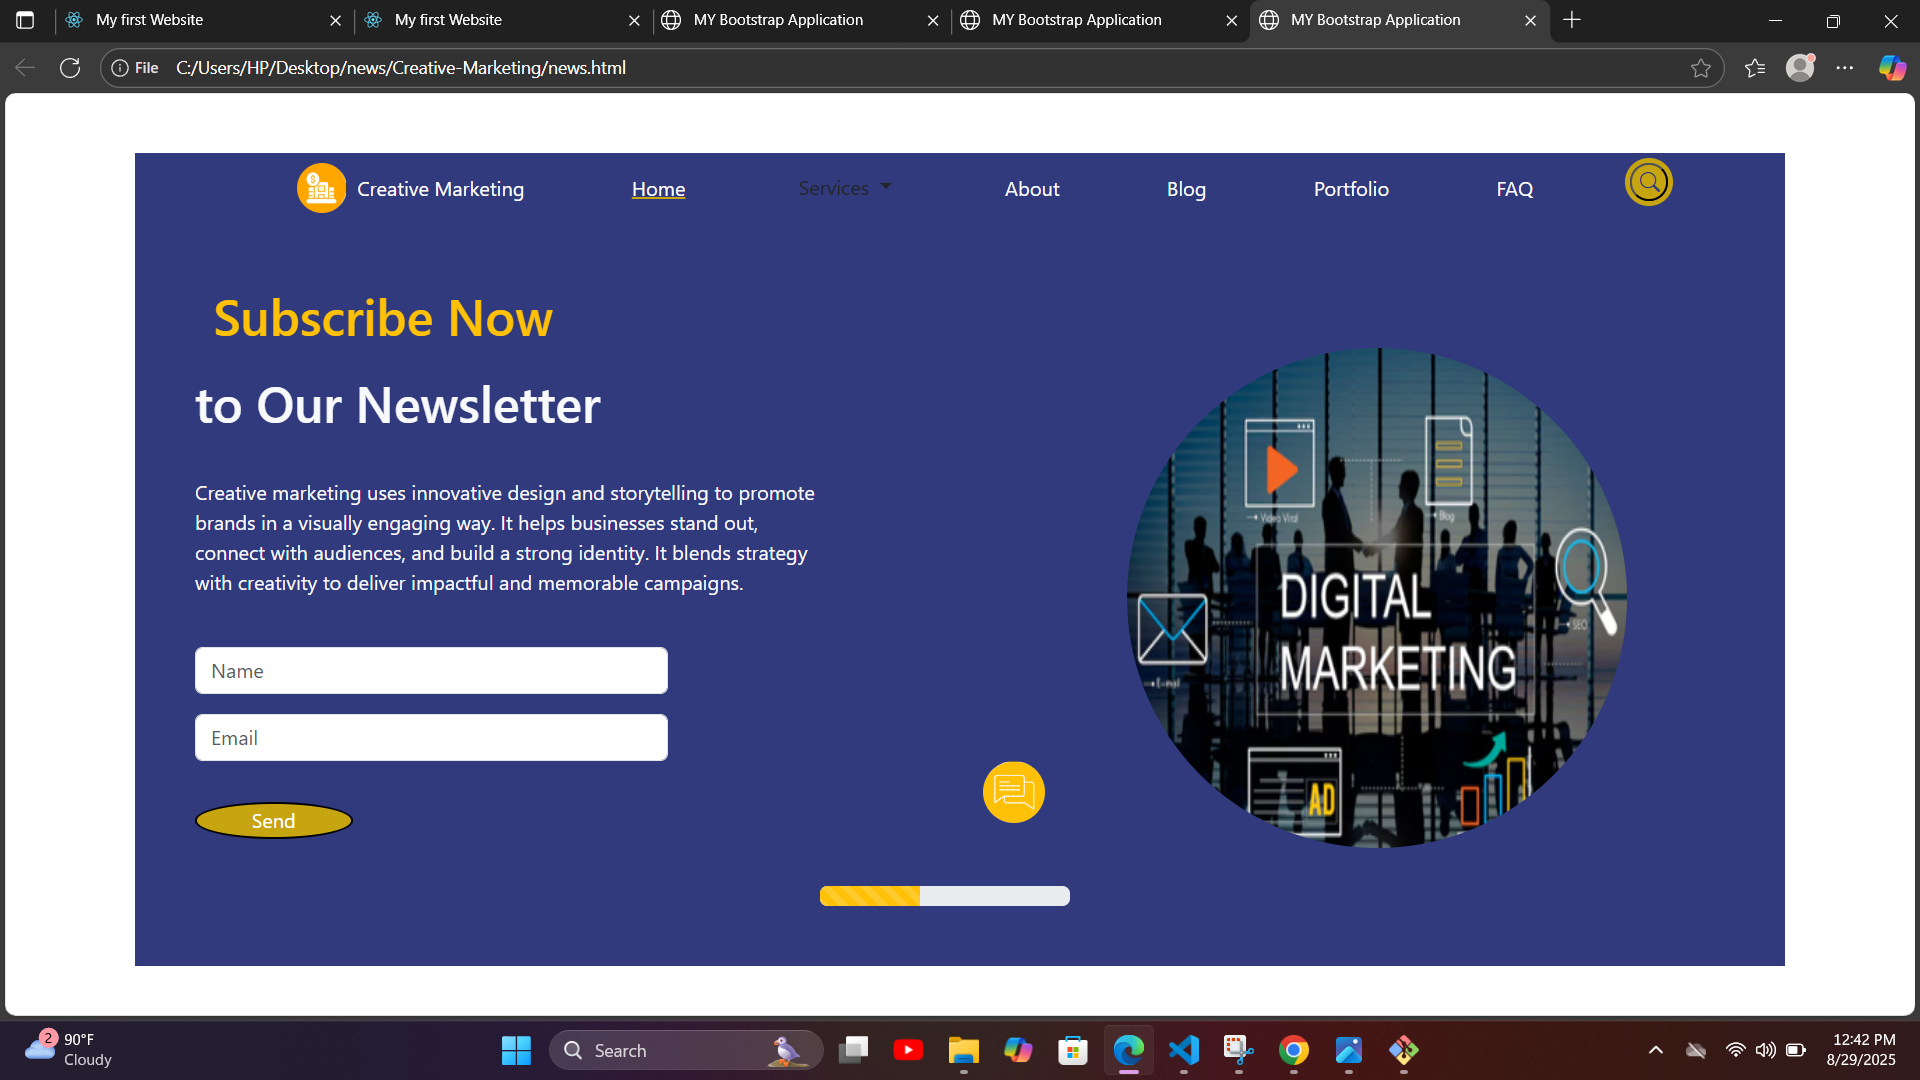 My first Website
My first Website
MY Bootstrap Application
MY Bootstrap Application
MY Bootstrap Application
File
C:/Users/HP/Desktop/news/Creative-Marketing/news.html
$
Creative Marketing
Home
Services
About
Blog
Portfolio
FAQ
Subscribe Now
to Our Newsletter
Creative marketing uses innovative design and storytelling to promote
brands in a visually engaging way. It helps businesses stand out,
connect with audiences, and build a strong identity. It blends strategy
with creativity to deliver impactful and memorable campaigns.
Name
Email
Send
Video Viral
Blog
DIGITAL
MARKETING
SEO
E-mail
AD
2
90°F
Cloudy
Search
12:42 PM
8/29/2025